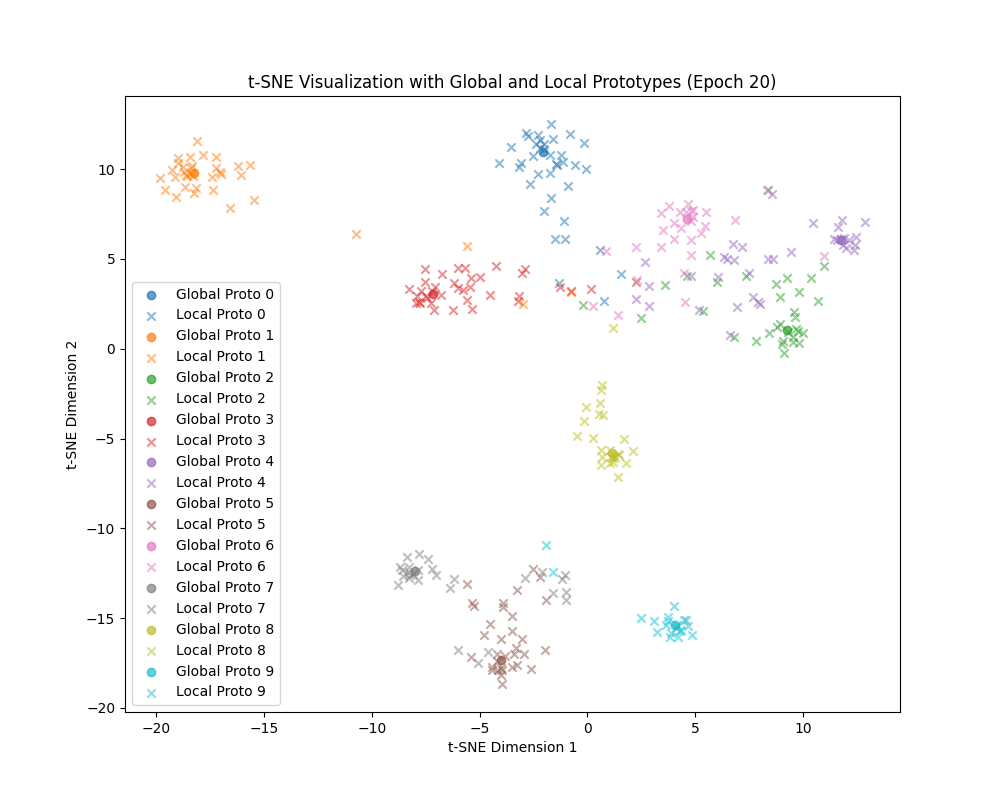 t-SNE Visualization with Global and Local Prototypes (Epoch 20)
t-SNE Dimension 2
10
5
0
−5
−10
−15
−20
Global Proto 0
Local Proto 0
Global Proto 1
Local Proto 1
Global Proto 2
Local Proto 2
Global Proto 3
Local Proto 3
Global Proto 4
Local Proto 4
Global Proto 5
Local Proto 5
Global Proto 6
Local Proto 6
Global Proto 7
Local Proto 7
Global Proto 8
Local Proto 8
Global Proto 9
Local Proto 9
−20 −15 −10 −5 0 5 10
t-SNE Dimension 1